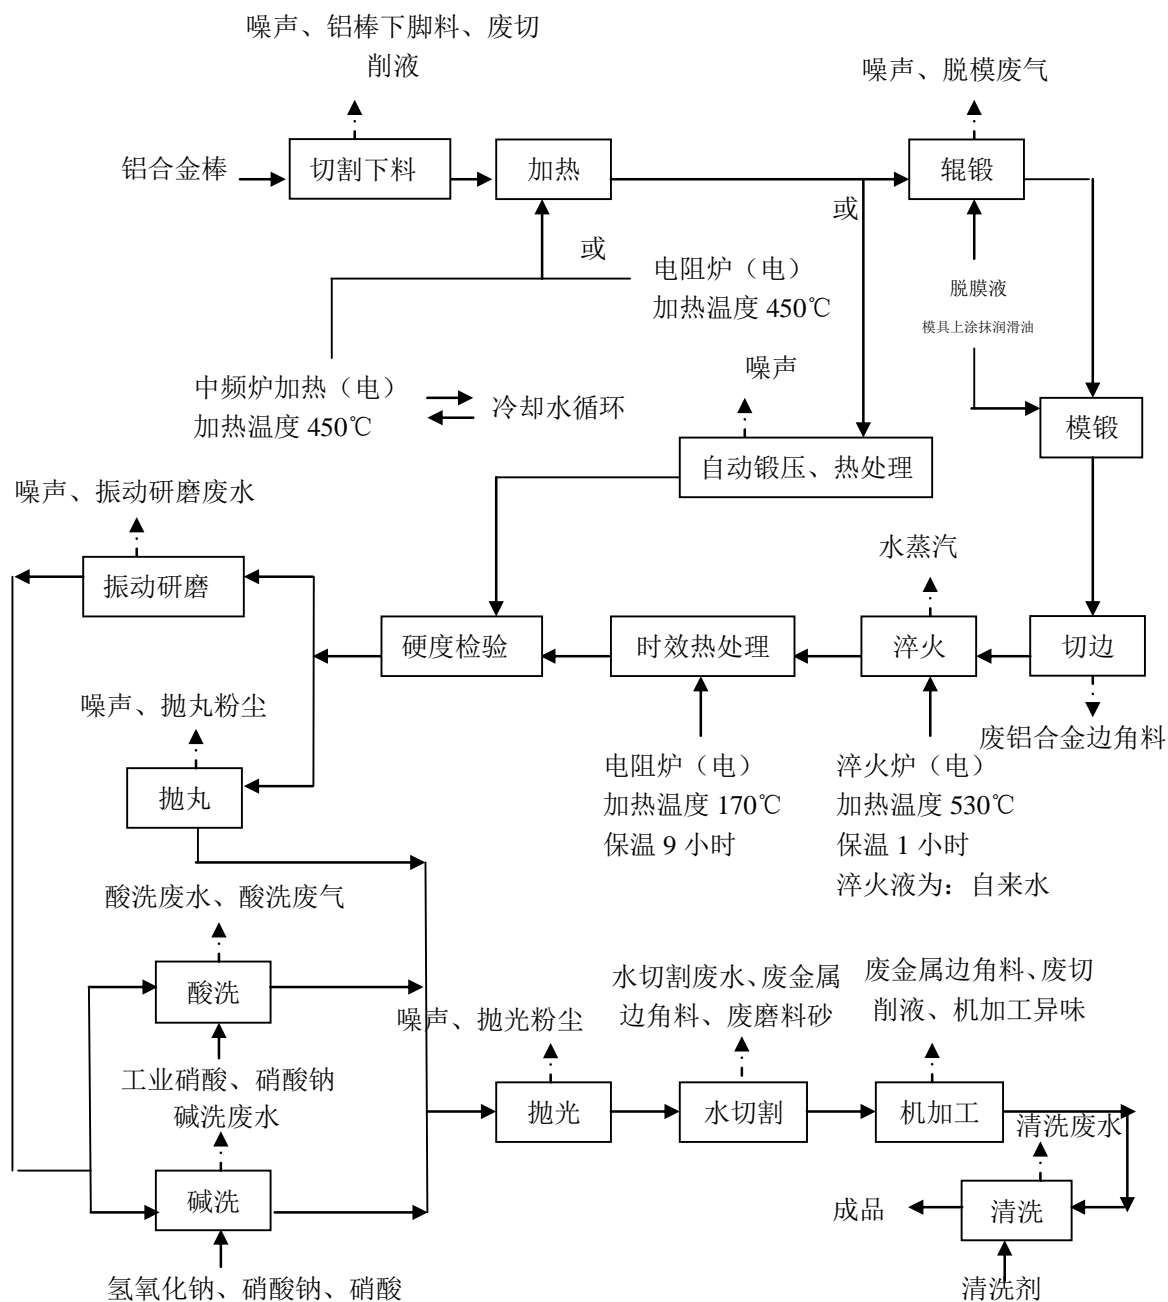 噪声、铝棒下脚料、废切
削液
噪声、脱模废气
铝合金棒
切割下料
加热
辊锻
或
或
电阻炉（电）
加热温度 450℃
脱膜液
模具上涂抹润滑油
噪声
中频炉加热（电）
加热温度 450℃
冷却水循环
模锻
自动锻压、热处理
噪声、振动研磨废水
水蒸汽
振动研磨
硬度检验
时效热处理
淬火
切边
噪声、抛丸粉尘
废铝合金边角料
抛丸
电阻炉（电）
加热温度 170℃
保温 9 小时
淬火炉（电）
加热温度 530℃
保温 1 小时
淬火液为：自来水
酸洗废水、酸洗废气
酸洗
水切割废水、废金属
边角料、废磨料砂
废金属边角料、废切
削液、机加工异味
噪声、抛光粉尘
工业硝酸、硝酸钠
碱洗废水
抛光
水切割
机加工
清洗废水
碱洗
成品
清洗
氢氧化钠、硝酸钠、硝酸
清洗剂